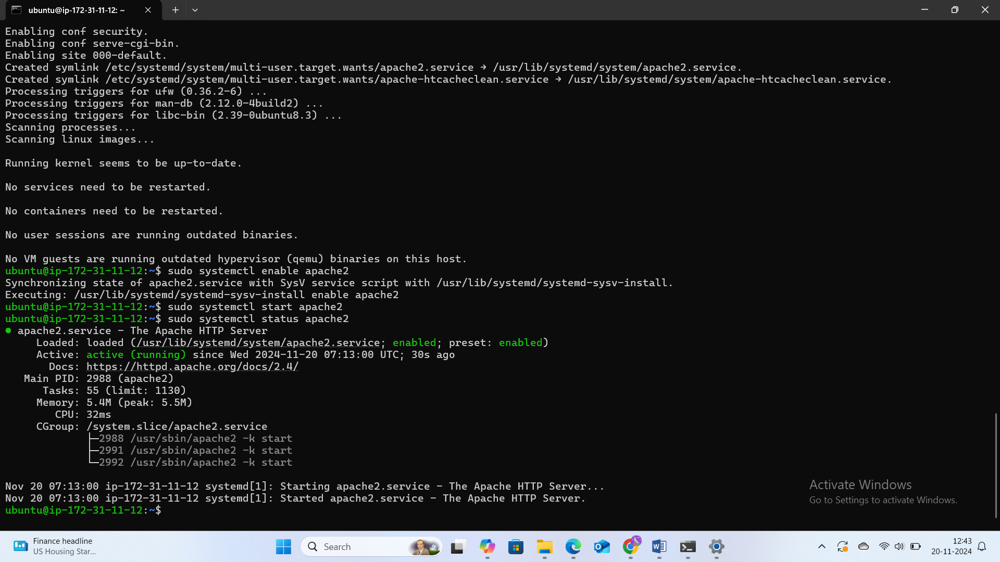 ubuntu@ip-172-31-11-12: ~
Enabling conf security.
Enabling conf serve-cgi-bin.
Enabling site 000-default.
Created symlink /etc/systemd/system/multi-user.target.wants/apache2.service → /usr/lib/systemd/system/apache2.service.
Created symlink /etc/systemd/system/multi-user.target.wants/apache-htcacheclean.service → /usr/lib/systemd/system/apache-htcacheclean.service.
Processing triggers for ufw (0.36.2-6) ...
Processing triggers for man-db (2.12.0-4build2) ...
Processing triggers for libc-bin (2.39-0ubuntu8.3) ...
Scanning processes...
Scanning linux images...
Running kernel seems to be up-to-date.
No services need to be restarted.
No containers need to be restarted.
No user sessions are running outdated binaries.
No VM guests are running outdated hypervisor (qemu) binaries on this host.
ubuntu@ip-172-31-11-12:~$ sudo systemctl enable apache2
Synchronizing state of apache2.service with SysV service script with /usr/lib/systemd/systemd-sysv-install.
Executing: /usr/lib/systemd/systemd-sysv-install enable apache2
ubuntu@ip-172-31-11-12:~$ sudo systemctl start apache2
ubuntu@ip-172-31-11-12:~$ sudo systemctl status apache2
● apache2.service - The Apache HTTP Server
Loaded: loaded (/usr/lib/systemd/system/apache2.service; enabled; preset: enabled)
Active: active (running) since Wed 2024-11-20 07:13:00 UTC; 30s ago
Docs: https://httpd.apache.org/docs/2.4/
Main PID: 2988 (apache2)
Tasks: 55 (limit: 1130)
Memory: 5.4M (peak: 5.5M)
CPU: 32ms
CGroup: /system.slice/apache2.service
├─2988 /usr/sbin/apache2 -k start
├─2991 /usr/sbin/apache2 -k start
└─2992 /usr/sbin/apache2 -k start
Nov 20 07:13:00 ip-172-31-11-12 systemd[1]: Starting apache2.service - The Apache HTTP Server...
Nov 20 07:13:00 ip-172-31-11-12 systemd[1]: Started apache2.service - The Apache HTTP Server.
ubuntu@ip-172-31-11-12:~$
Activate Windows
Go to Settings to activate Windows.
Finance headline
US Housing Star...
Search
12:43
20-11-2024